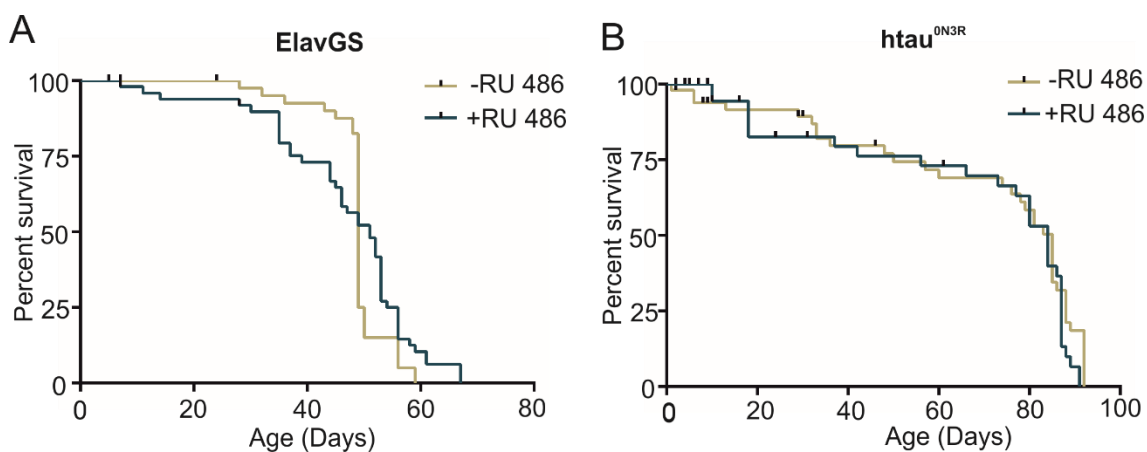 A
ElavGS
-RU 486
+RU 486
Percent survival
100
75
50
25
0
0 20 40 60 80
Age (Days)
B
htau0N3R
-RU 486
+RU 486
Percent survival
100
75
50
25
0
0 20 40 60 80 100
Age (Days)